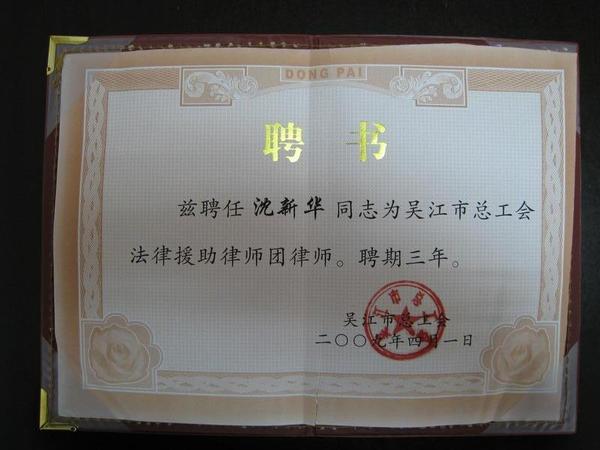 DONG PAI
聘书
兹聘任 沈新华 同志为吴江市总工会
法律援助律师团律师。聘期三年。
吴江市总工会
二〇〇九年四月一日